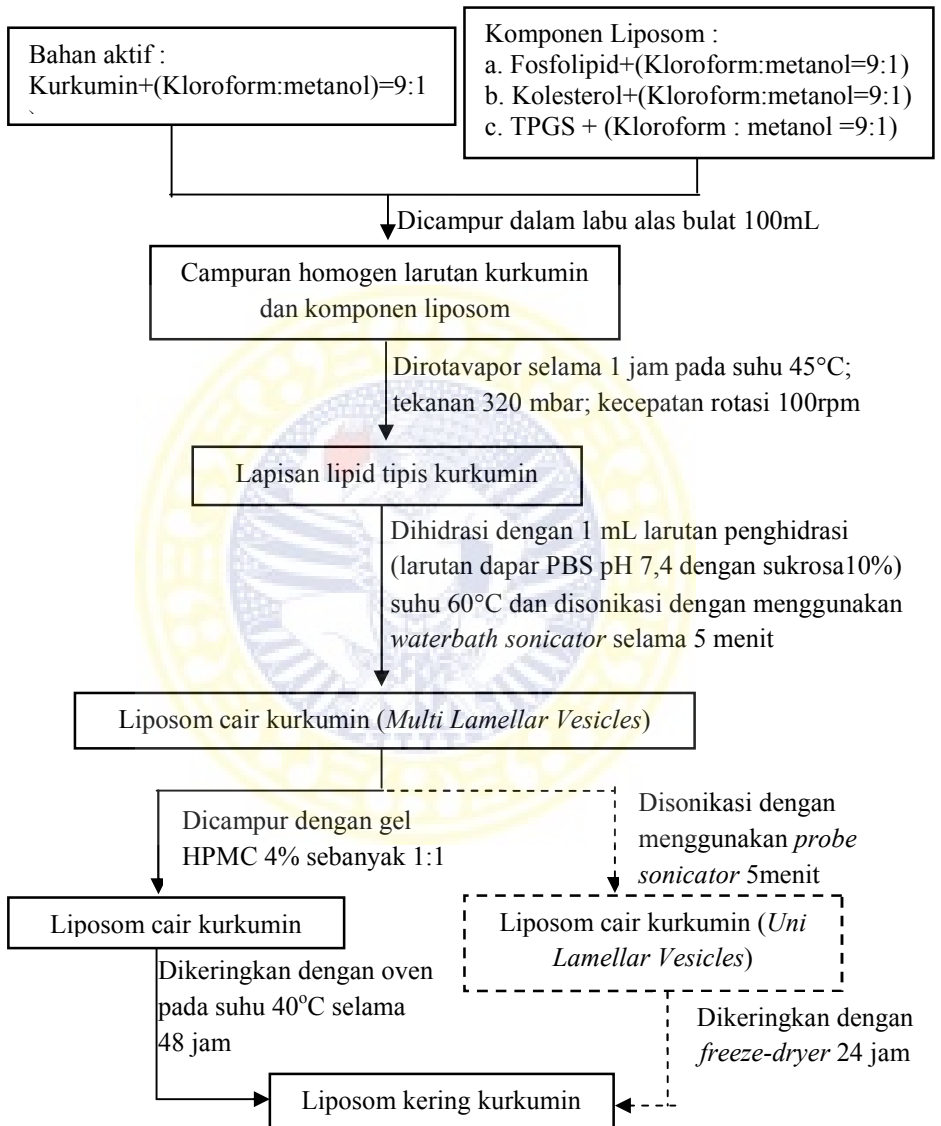 Bahan aktif :
Kurkumin+(Kloroform:metanol)=9:1
`
Komponen Liposom :
a. Fosfolipid+(Kloroform:metanol=9:1)
b. Kolesterol+(Kloroform:metanol=9:1)
c. TPGS + (Kloroform : metanol =9:1)
Dicampur dalam labu alas bulat 100mL
Campuran homogen larutan kurkumin
dan komponen liposom
Dirotavapor selama 1 jam pada suhu 45°C;
tekanan 320 mbar; kecepatan rotasi 100rpm
Lapisan lipid tipis kurkumin
Dihidrasi dengan 1 mL larutan penghidrasi
(larutan dapar PBS pH 7,4 dengan sukrosa10%)
suhu 60°C dan disonikasi dengan menggunakan
waterbath sonicator selama 5 menit
Liposom cair kurkumin (Multi Lamellar Vesicles)
Dicampur dengan gel
HPMC 4% sebanyak 1:1
Disonikasi dengan
menggunakan probe
sonicator 5menit
Liposom cair kurkumin
Liposom cair kurkumin (Uni
Lamellar Vesicles)
Dikeringkan dengan oven
pada suhu 40°C selama
48 jam
Dikeringkan dengan
freeze-dryer 24 jam
Liposom kering kurkumin